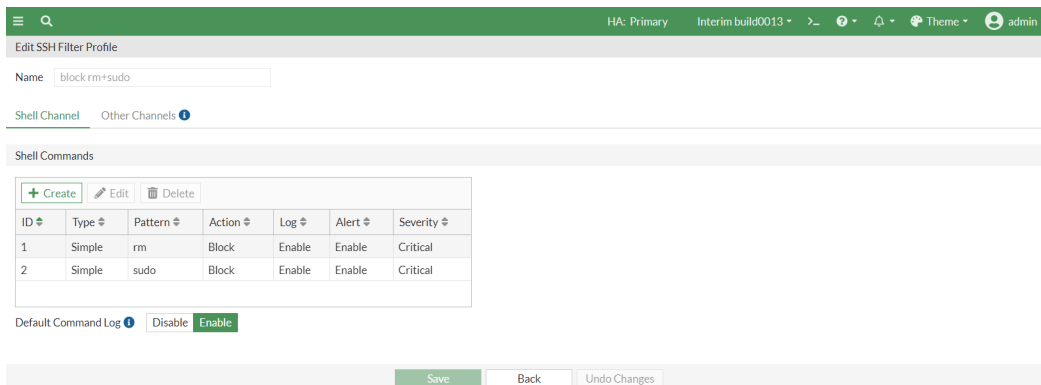 HA: Primary Interim build0013 >_ ? Theme admin
Edit SSH Filter Profile
Name block rm+sudo
Shell Channel Other Channels i
Shell Commands
+ Create Edit Delete
ID Type Pattern Action Log Alert Severity
1 Simple rm Block Enable Enable Critical
2 Simple sudo Block Enable Enable Critical
Default Command Log i Disable Enable
Save Back Undo Changes